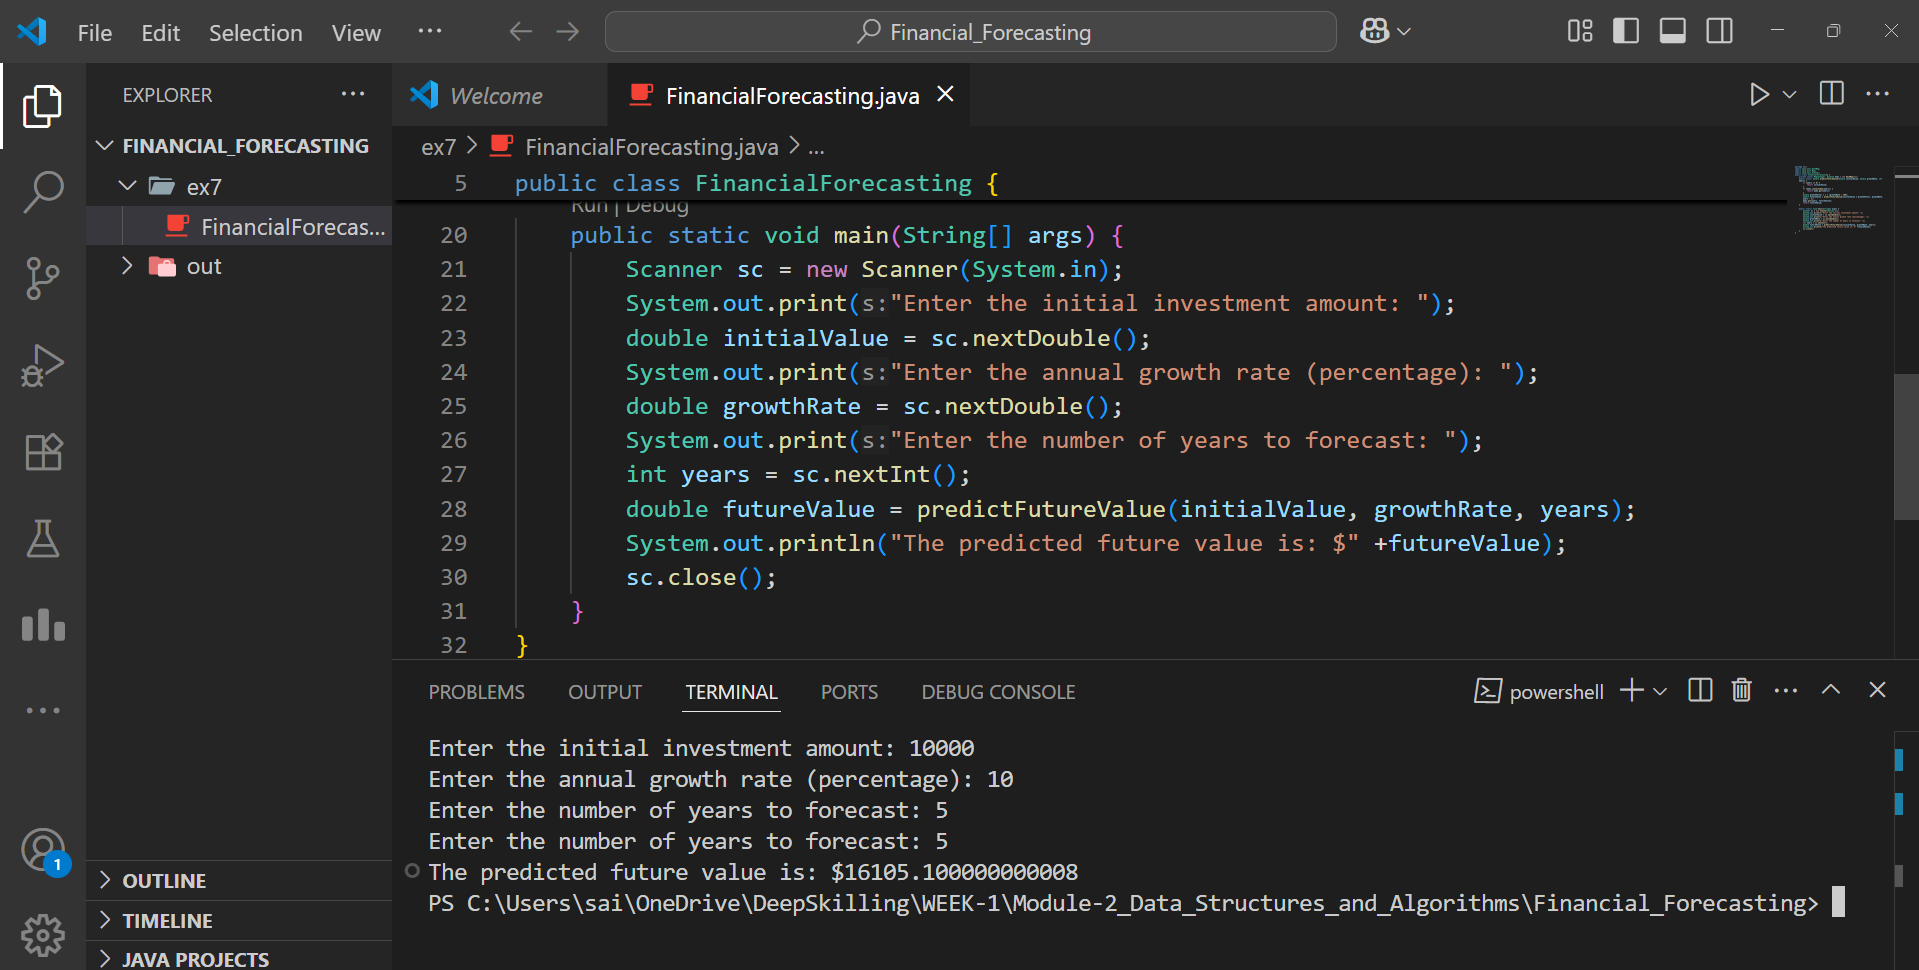 File Edit Selection View ··· Financial_Forecasting
EXPLORER ···
FINANCIAL_FORECASTING
ex7
FinancialForecas...
out
OUTLINE
TIMELINE
JAVA PROJECTS
1
Welcome FinancialForecasting.java
ex7 > FinancialForecasting.java > ...
5 public class FinancialForecasting {
Run | Debug
20 public static void main(String[] args) {
21 Scanner sc = new Scanner(System.in);
22 System.out.print(s:"Enter the initial investment amount: ");
23 double initialValue = sc.nextDouble();
24 System.out.print(s:"Enter the annual growth rate (percentage): ");
25 double growthRate = sc.nextDouble();
26 System.out.print(s:"Enter the number of years to forecast: ");
27 int years = sc.nextInt();
28 double futureValue = predictFutureValue(initialValue, growthRate, years);
29 System.out.println("The predicted future value is: $" +futureValue);
30 sc.close();
31 }
32 }
PROBLEMS OUTPUT TERMINAL PORTS DEBUG CONSOLE powershell
Enter the initial investment amount: 10000
Enter the annual growth rate (percentage): 10
Enter the number of years to forecast: 5
Enter the number of years to forecast: 5
The predicted future value is: $16105.100000000008
PS C:\Users\sai\OneDrive\DeepSkilling\WEEK-1\Module-2_Data_Structures_and_Algorithms\Financial_Forecasting>